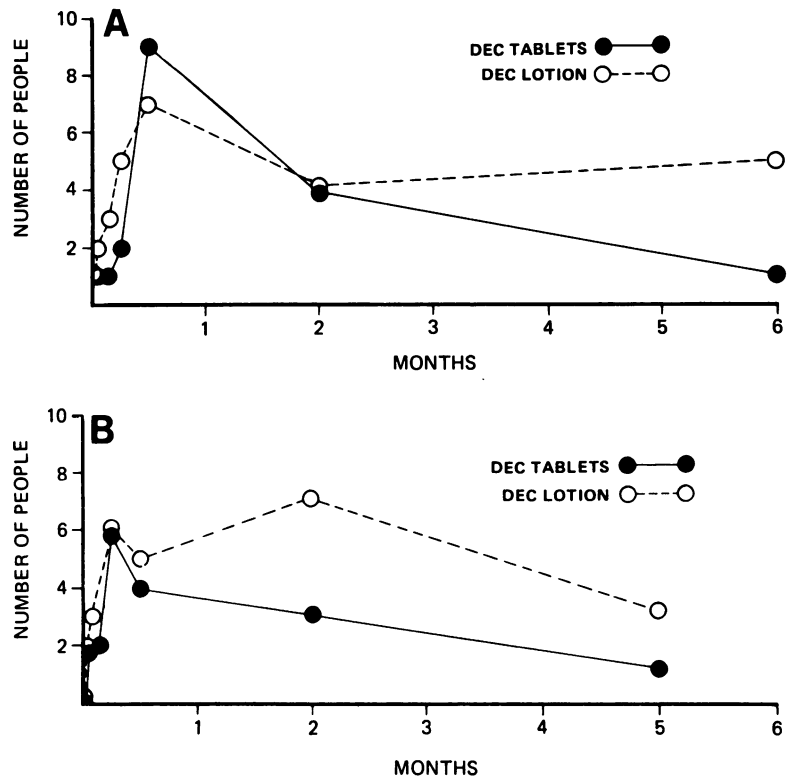 A
10
8
6
4
2
NUMBER OF PEOPLE
DEC TABLETS
DEC LOTION
1 2 3 4 5 6
MONTHS
B
10
8
6
4
2
NUMBER OF PEOPLE
DEC TABLETS
DEC LOTION
1 2 3 4 5 6
MONTHS